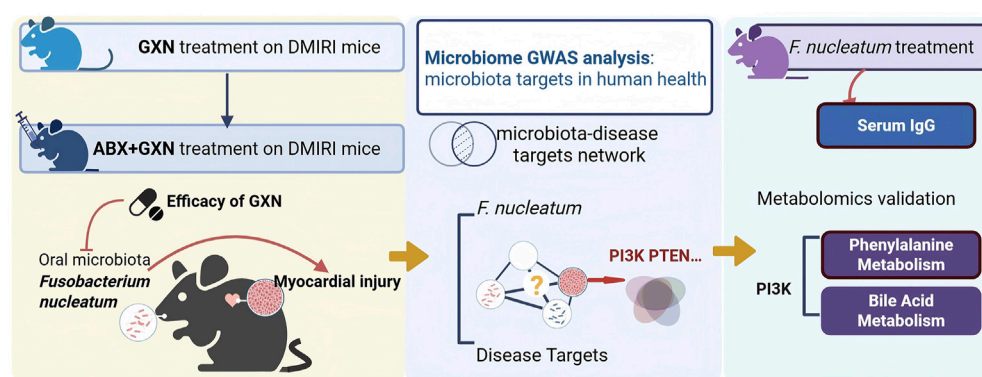 GXN treatment on DMIRI mice
ABX+GXN treatment on DMIRI mice
Efficacy of GXN
Oral microbiota
Fusobacterium
nucleatum
Myocardial injury
Microbiome GWAS analysis:
microbiota targets in human health
microbiota-disease
targets network
F. nucleatum
?
PI3K PTEN...
Disease Targets
F. nucleatum treatment
Serum IgG
Metabolomics validation
PI3K
Phenylalanine
Metabolism
Bile Acid
Metabolism